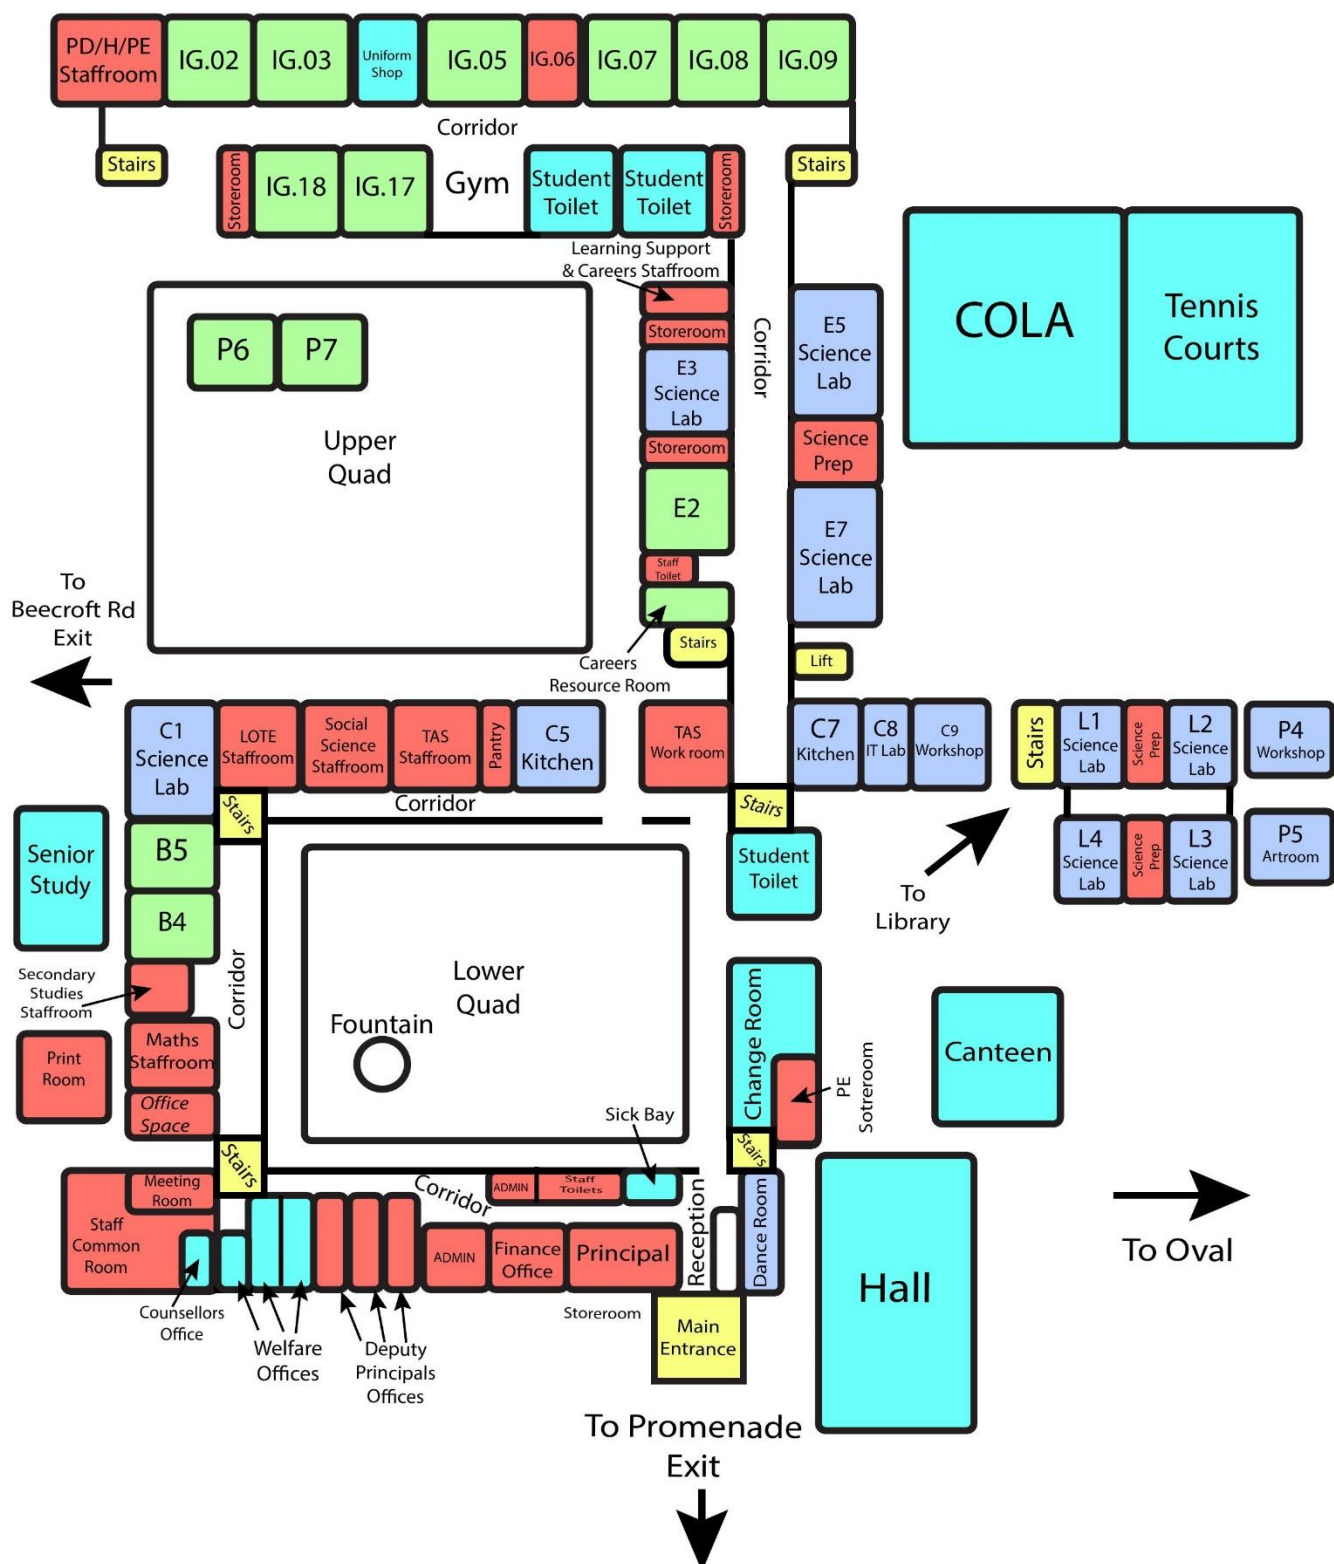 PD/H/PE
Staffroom
IG.02
IG.03
Uniform
Shop
IG.05
IG.06
IG.07
IG.08
IG.09
Corridor
Stairs
Storeroom
IG.18
IG.17
Gym
Student
Toilet
Student
Toilet
Storeroom
Stairs
Learning Support
& Careers Staffroom
Storeroom
E3
Science
Lab
Storeroom
E2
Staff
Toilet
Careers
Resource Room
Stairs
Corridor
E5
Science
Lab
Science
Prep
E7
Science
Lab
Lift
COLA
Tennis
Courts
P6
P7
Upper
Quad
To
Beecroft Rd
Exit
C1
Science
Lab
LOTE
Staffroom
Social
Science
Staffroom
TAS
Staffroom
Pantry
C5
Kitchen
TAS
Work room
C7
Kitchen
C8
IT Lab
C9
Workshop
Stairs
L1
Science
Lab
Science
Prep
L2
Science
Lab
P4
Workshop
L4
Science
Lab
Science
Prep
L3
Science
Lab
P5
Artroom
Stairs
Corridor
Stairs
Student
Toilet
To
Library
Senior
Study
B5
B4
Secondary
Studies
Staffroom
Corridor
Print
Room
Maths
Staffroom
Office
Space
Lower
Quad
Fountain
Sick Bay
Change Room
PE
Sotreroom
Canteen
Stairs
Stairs
Meeting
Room
Staff
Common
Room
Corridor
ADMIN
Staff
Toilets
ADMIN
Finance
Office
Principal
Reception
Dance Room
Hall
To Oval
Counsellors
Office
Welfare
Offices
Deputy
Principals
Offices
Storeroom
Main
Entrance
To Promenade
Exit